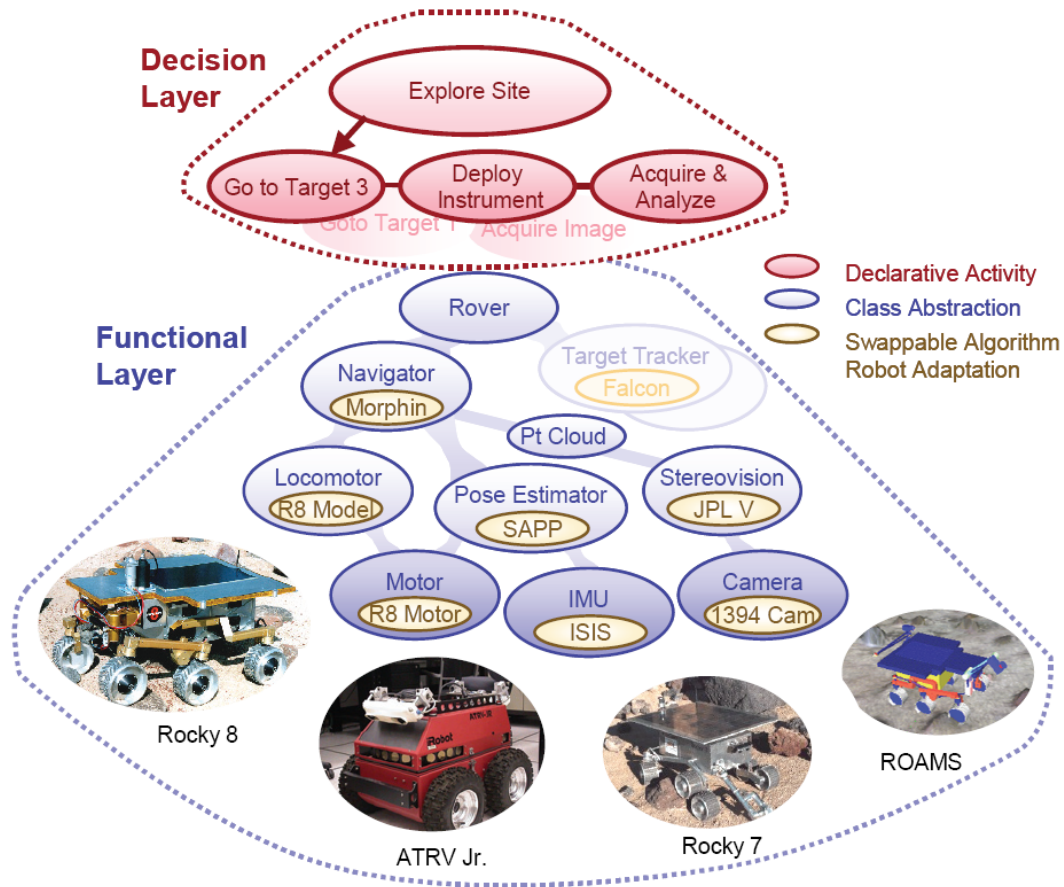 Decision
Layer
Explore Site
Go to Target 3
Deploy
Instrument
Acquire &
Analyze
Goto Target 1
Acquire Image
Declarative Activity
Class Abstraction
Swappable Algorithm
Robot Adaptation
Functional
Layer
Rover
Target Tracker
Falcon
Navigator
Morphin
Pt Cloud
Locomotor
R8 Model
Pose Estimator
SAPP
Stereovision
JPL V
Motor
R8 Motor
IMU
ISIS
Camera
1394 Cam
Rocky 8
iRobot
ATRV-JR
ATRV Jr.
Rocky 7
ROAMS